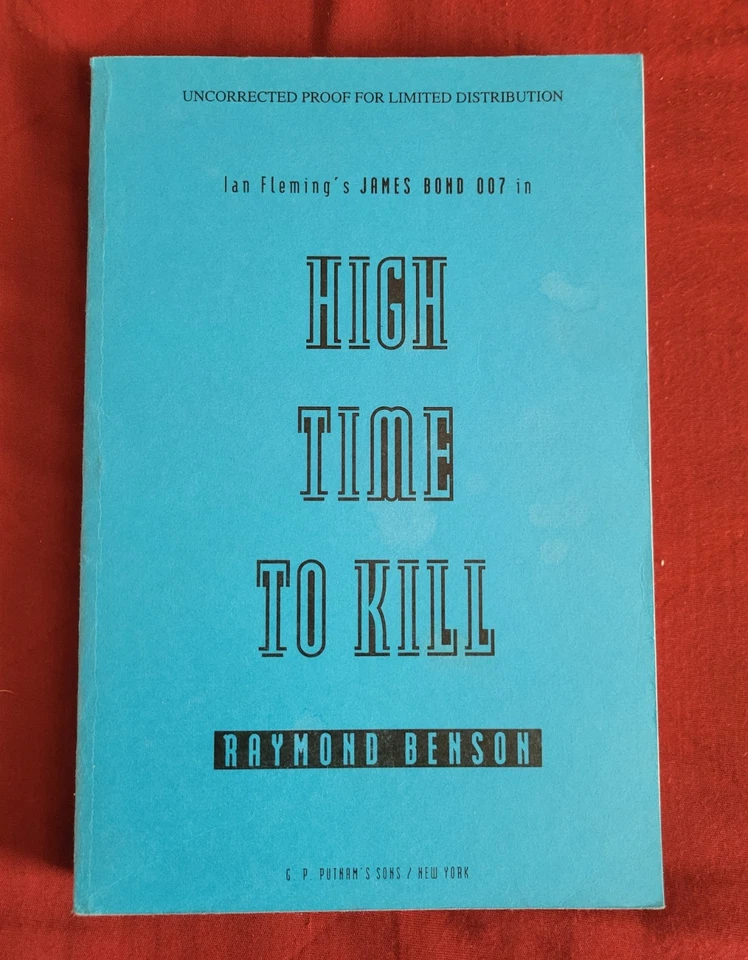 UNCORRECTED PROOF FOR LIMITED DISTRIBUTION
Ian Fleming's JAMES BOND 007 in
HIGH
TIME
TO KILL
RAYMOND BENSON
G. P. PUTNAM'S SONS / NEW YORK